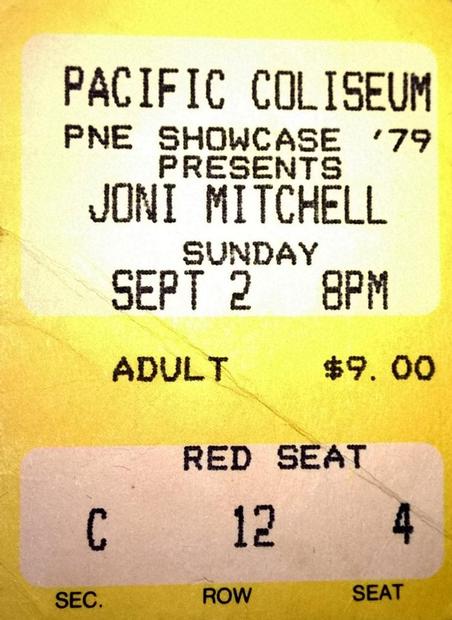 PACIFIC COLISEUM
PNE SHOWCASE '79
PRESENTS
JONI MITCHELL
SUNDAY
SEPT 2 8PM
ADULT $9.00
RED SEAT
C 12 4
SEC. ROW SEAT